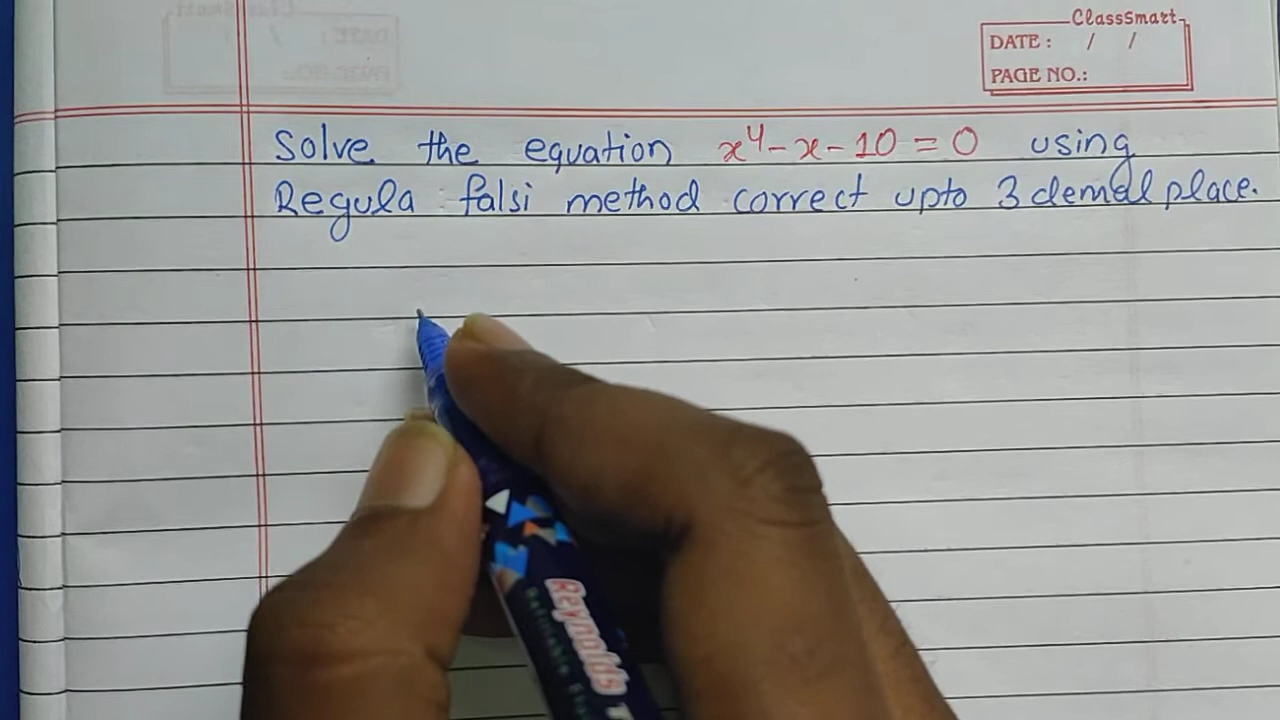 ClassSmart
DATE : / /
PAGE NO.:
Solve the equation x⁴-x-10=0 using
Regula falsi method correct upto 3 demal place.
Reynolds